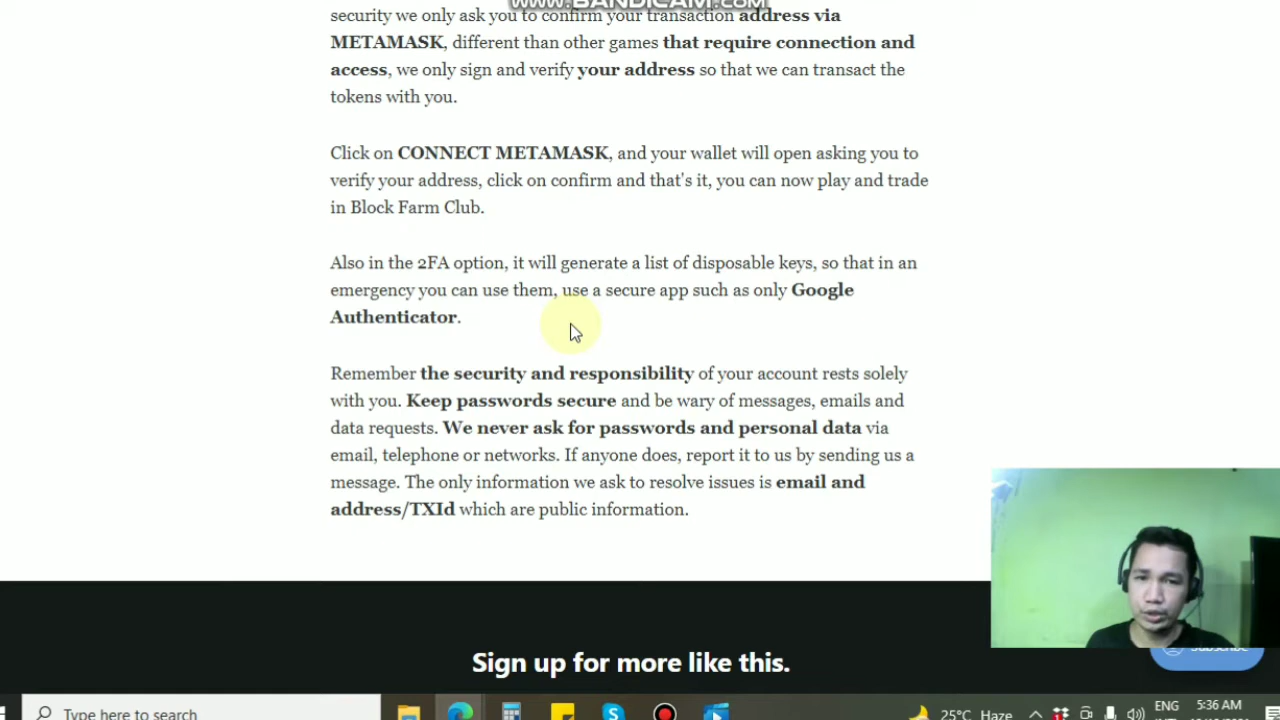 www.BANDICAM.com
security we only ask you to confirm your transaction address via
METAMASK, different than other games that require connection and
access, we only sign and verify your address so that we can transact the
tokens with you.
Click on CONNECT METAMASK, and your wallet will open asking you to
verify your address, click on confirm and that's it, you can now play and trade
in Block Farm Club.
Also in the 2FA option, it will generate a list of disposable keys, so that in an
emergency you can use them, use a secure app such as only Google
Authenticator.
Remember the security and responsibility of your account rests solely
with you. Keep passwords secure and be wary of messages, emails and
data requests. We never ask for passwords and personal data via
email, telephone or networks. If anyone does, report it to us by sending us a
message. The only information we ask to resolve issues is email and
address/TXId which are public information.
Subscribe
Sign up for more like this.
Type here to search
25°C Haze
ENG
5:36 AM